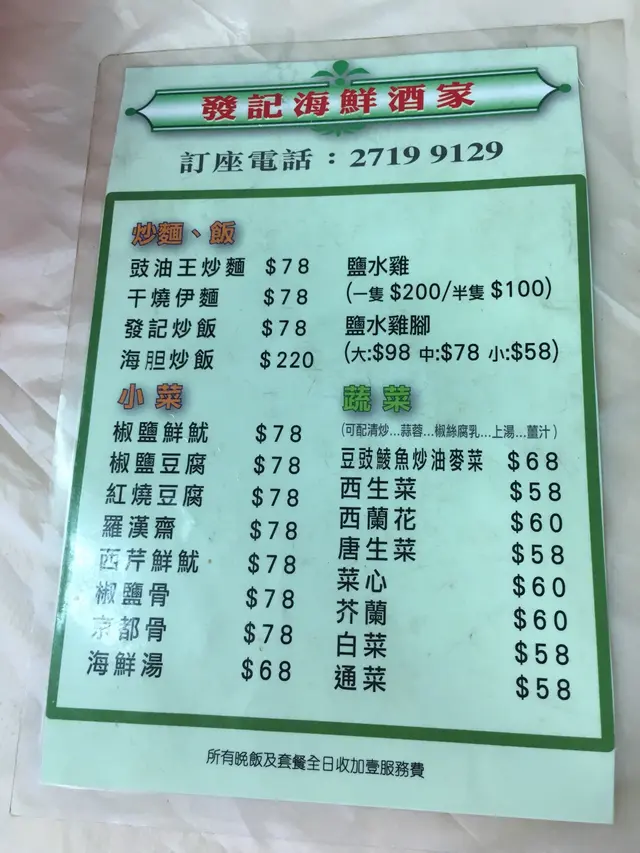 發記海鮮酒家
訂座電話：2719 9129
炒麵、飯
豉油王炒麵 $78
干燒伊麵 $78
發記炒飯 $78
海胆炒飯 $220
鹽水雞
(一隻 $200/半隻 $100)
鹽水雞腳
(大:$98 中:$78 小:$58)
小菜
椒鹽鮮魷 $78
椒鹽豆腐 $78
紅燒豆腐 $78
羅漢齋 $78
西芹鮮魷 $78
椒鹽骨 $78
京都骨 $78
海鮮湯 $68
蔬菜
(可配清炒...蒜蓉...椒絲腐乳...上湯...薑汁)
豆豉鯪魚炒油麥菜 $68
西生菜 $58
西蘭花 $60
唐生菜 $58
菜心 $60
芥蘭 $60
白菜 $58
通菜 $58
所有晚飯及套餐全日收加壹服務費